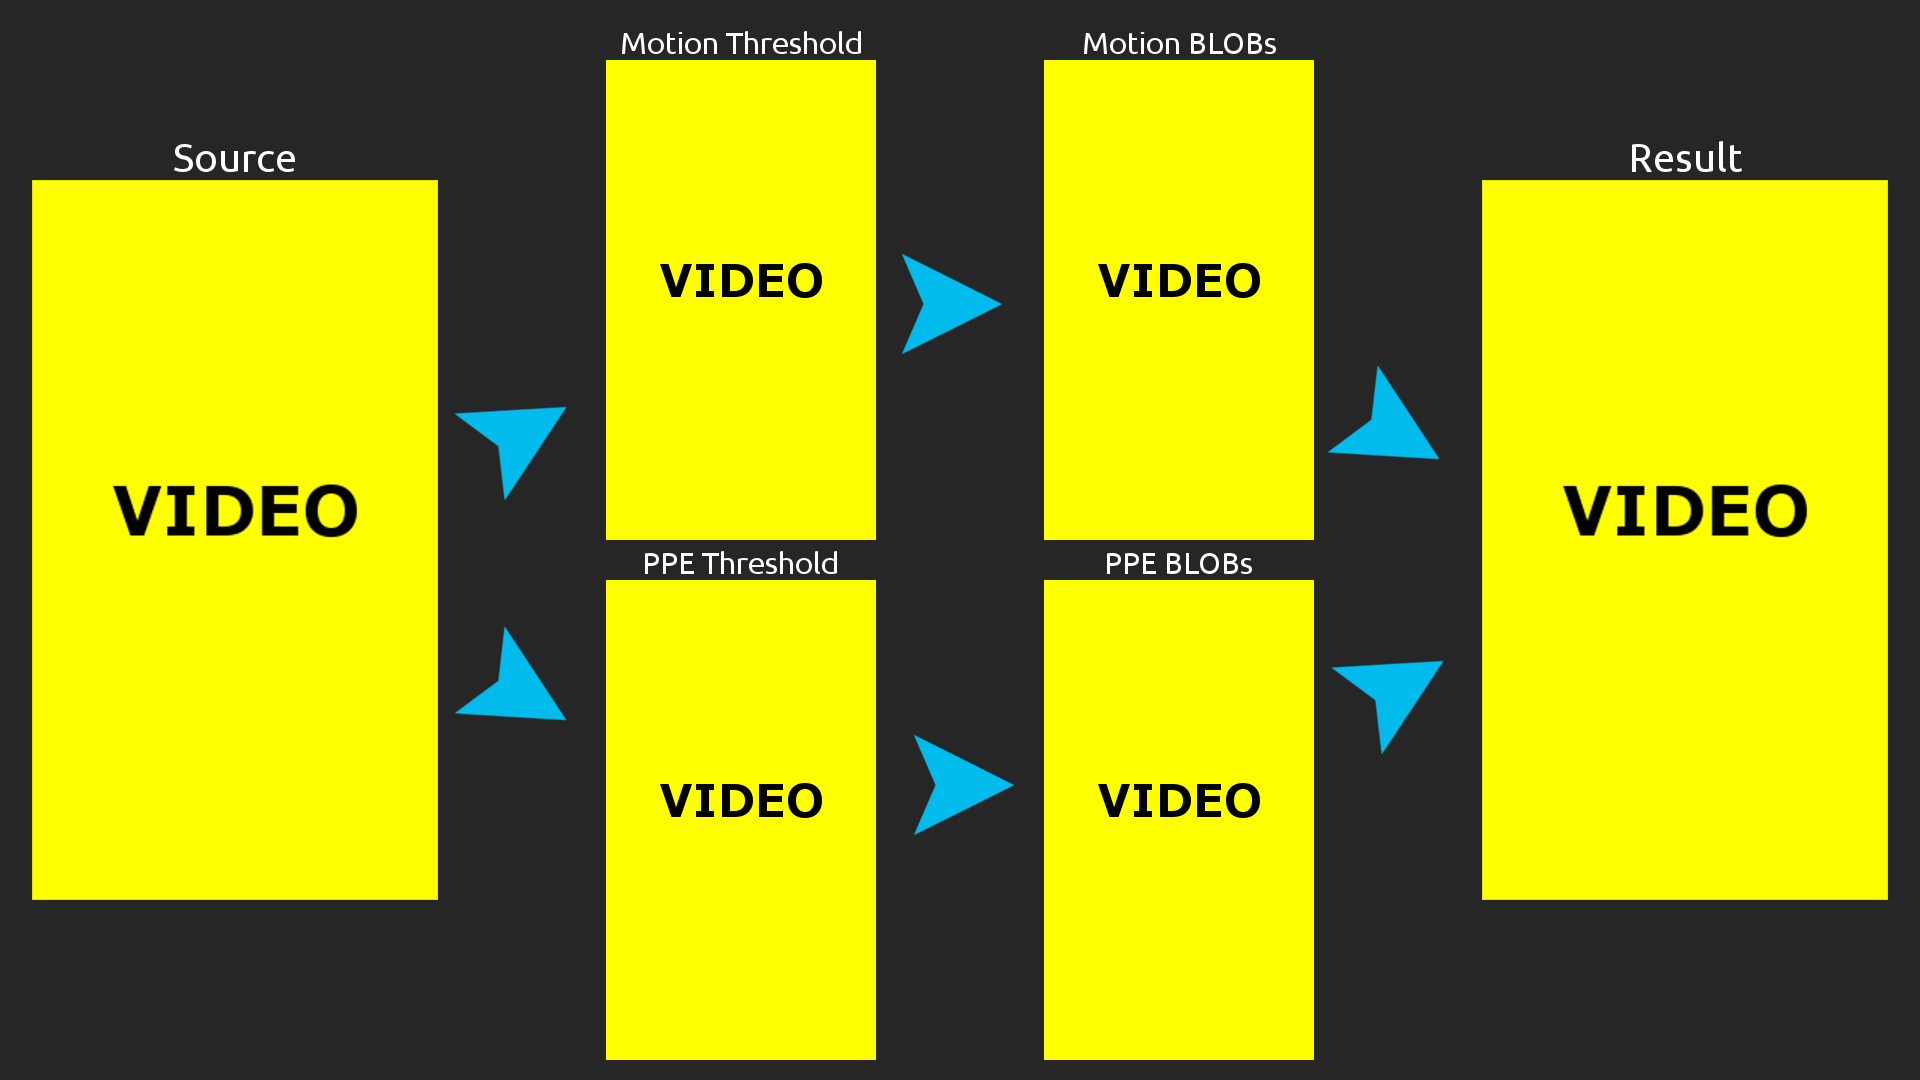 Source
VIDEO
Motion Threshold
VIDEO
Motion BLOBs
VIDEO
PPE Threshold
VIDEO
PPE BLOBs
VIDEO
Result
VIDEO